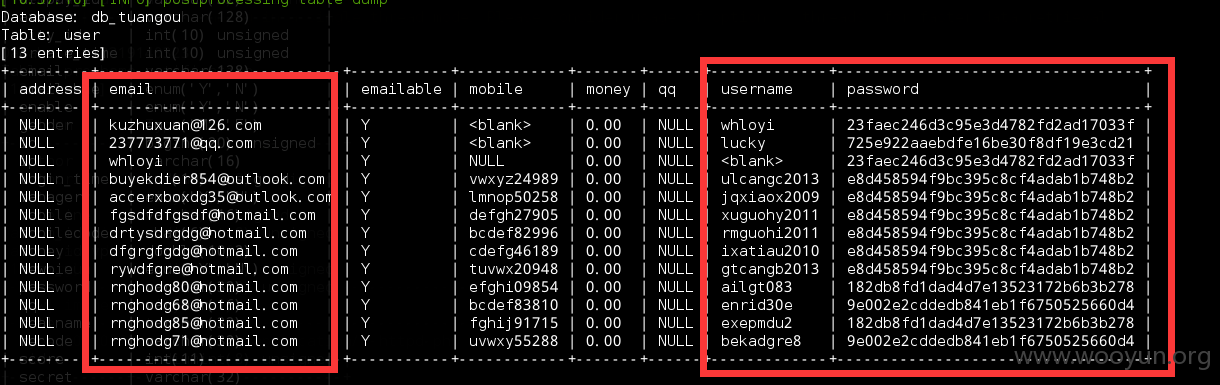 [16:37:16] [INFO] postprocessing table dump
Database: db_tuangou
Table: user
[13 entries]
| address | email | emailable | mobile | money | qq | username | password |
| NULL | kuzhuxuan@126.com | Y | <blank> | 0.00 | NULL | whloyi | 23faec246d3c95e3d4782fd2ad17033f
| NULL | 237773771@qq.com | Y | <blank> | 0.00 | NULL | lucky | 725e922aaebdfe16be30f8df19e3cd21
| NULL | whloyi | Y | NULL | 0.00 | NULL | <blank> | 23faec246d3c95e3d4782fd2ad17033f
| NULL | buyekdier854@outlook.com | Y | vwxyz24989 | 0.00 | NULL | ulcangc2013 | e8d458594f9bc395c8cf4adab1b748b2 |
| NULL | accerxboxdg35@outlook.com | Y | lmnop50258 | 0.00 | NULL | jqxiaox2009 | e8d458594f9bc395c8cf4adab1b748b2 |
| NULL | fgsdfdfgsdf@hotmail.com | Y | defgh27905 | 0.00 | NULL | xuguohy2011 | e8d458594f9bc395c8cf4adab1b748b2 |
| NULL | drtysdrgdg@hotmail.com | Y | bcdef82996 | 0.00 | NULL | rmguohi2011 | e8d458594f9bc395c8cf4adab1b748b2 |
| NULL | dfgrgfgdg@hotmail.com | Y | cdefg46189 | 0.00 | NULL | ixatiau2010 | e8d458594f9bc395c8cf4adab1b748b2 |
| NULL | rywdfgre@hotmail.com | Y | tuvwx20948 | 0.00 | NULL | gtcangb2013 | e8d458594f9bc395c8cf4adab1b748b2 |
| NULL | rnghodg80@hotmail.com | Y | efghi09854 | 0.00 | NULL | ailgt083 | 182db8fd1dad4d7e13523172b6b3b278 |
| NULL | rnghodg68@hotmail.com | Y | bcdef83810 | 0.00 | NULL | enrid30e | 9e002e2cddedb841eb1f6750525660d4 |
| NULL | rnghodg85@hotmail.com | Y | fghij91715 | 0.00 | NULL | exepmdu2 | 182db8fd1dad4d7e13523172b6b3b278 |
| NULL | rnghodg71@hotmail.com | Y | uvwxy55288 | 0.00 | NULL | bekadgre8 | 9e002e2cddedb841eb1f6750525660d4 |
www.wooyun.org
secret | varchar(32)